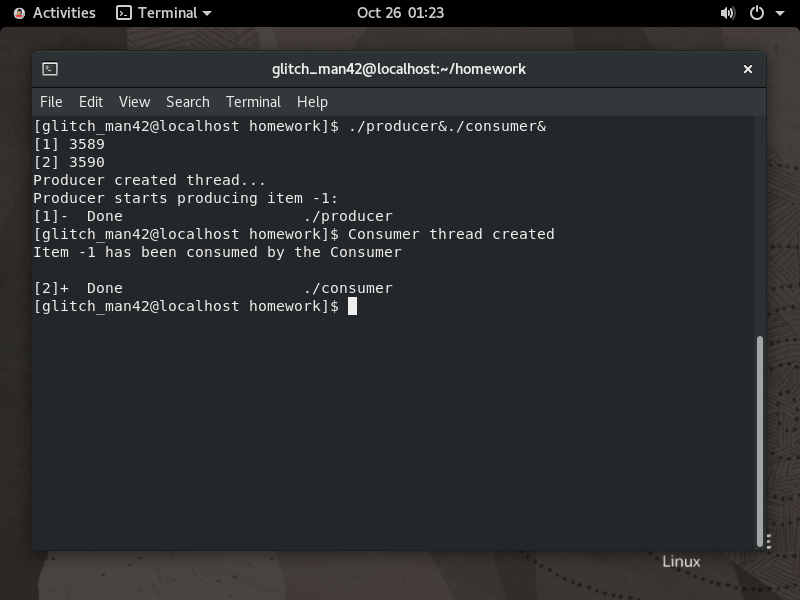 Activities Terminal Oct 26 01:23
glitch_man42@localhost:~/homework
File Edit View Search Terminal Help
[glitch_man42@localhost homework]$ ./producer&./consumer&
[1] 3589
[2] 3590
Producer created thread...
Producer starts producing item -1:
[1]-  Done                    ./producer
[glitch_man42@localhost homework]$ Consumer thread created
Item -1 has been consumed by the Consumer
[2]+  Done                    ./consumer
[glitch_man42@localhost homework]$
Linux